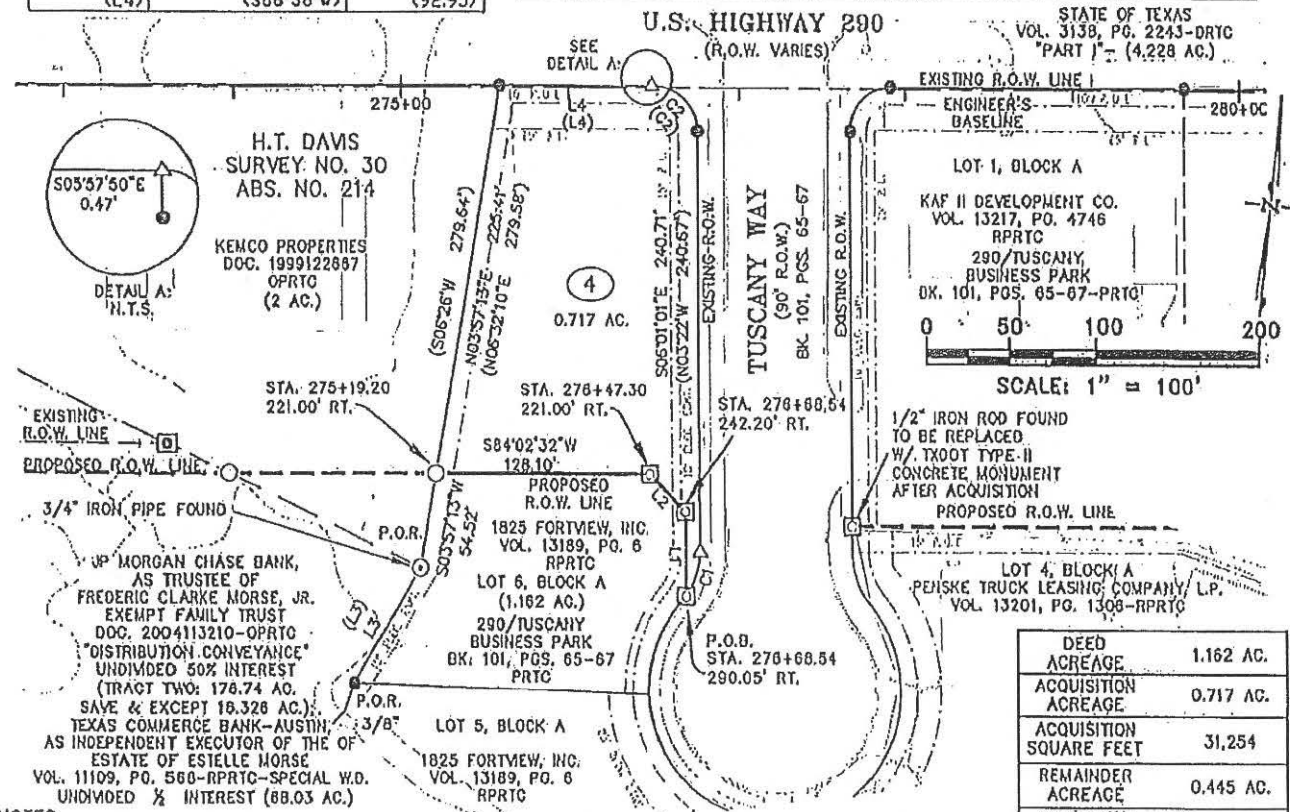 (L4) (S86°38'W) (92.95')
U.S. HIGHWAY 290
(R.O.W. VARIES)
STATE OF TEXAS
VOL. 3138, PG. 2243-DRTC
"PART 1" - (4.228 AC.)
SEE
DETAIL A:
EXISTING R.O.W. LINE
ENGINEER'S
BASELINE
275+00
280+00
L4
(L4)
C2
(C2)
S05°57'50"E
0.47'
DETAIL A:
N.T.S.
H.T. DAVIS
SURVEY NO. 30
ABS. NO. 214
KEMCO PROPERTIES
DOC. 1999122887
OPRTC
(2 AC.)
(S06°26'W 279.64')
N03°57'13"E 225.41'
(N06°32'10"E 279.58')
4
0.717 AC.
S06°01'01"E 240.71'
(N03°22'W 240.67')
EXISTING R.O.W.
TUSCANY WAY
(90' R.O.W.)
BK. 101, PGS. 65-67
EXISTING R.O.W.
LOT 1, BLOCK A
KAF II DEVELOPMENT CO.
VOL. 13217, PG. 4746
RPRTC
290/TUSCANY
BUSINESS PARK
BK. 101, PGS. 65-67-PRTC
N
0 50' 100 200
SCALE: 1" = 100'
STA. 275+19.20
221.00' RT.
STA. 276+47.30
221.00' RT.
STA. 276+68.54
242.20' RT.
1/2" IRON ROD FOUND
TO BE REPLACED
W/ TXDOT TYPE II
CONCRETE MONUMENT
AFTER ACQUISITION
PROPOSED R.O.W. LINE
EXISTING
R.O.W. LINE
PROPOSED R.O.W. LINE
3/4" IRON PIPE FOUND
P.O.R.
S84°02'32"W
128.10'
PROPOSED
R.O.W. LINE
L2
L1
C1
S03°57'13"W
54.52'
(L3)
L3
1825 FORTVIEW, INC.
VOL. 13189, PG. 6
RPRTC
LOT 6, BLOCK A
(1.162 AC.)
290/TUSCANY
BUSINESS PARK
BK. 101, PGS. 65-67
PRTC
JP MORGAN CHASE BANK,
AS TRUSTEE OF
FREDERIC CLARKE MORSE, JR.
EXEMPT FAMILY TRUST
DOC. 2004113210-OPRTC
"DISTRIBUTION CONVEYANCE"
UNDIVIDED 50% INTEREST
(TRACT TWO: 178.74 AC.
SAVE & EXCEPT 18.328 AC.)
TEXAS COMMERCE BANK-AUSTIN
AS INDEPENDENT EXECUTOR OF THE OF
ESTATE OF ESTELLE MORSE
VOL. 11109, PG. 566-RPRTC-SPECIAL W.D.
UNDIVIDED ½ INTEREST (88.03 AC.)
P.O.R.
3/8"
LOT 5, BLOCK A
1825 FORTVIEW, INC.
VOL. 13189, PG. 6
RPRTC
P.O.B.
STA. 276+68.54
290.05' RT.
LOT 4, BLOCK A
PENSKE TRUCK LEASING COMPANY L.P.
VOL. 13201, PG. 1308-RPRTC
DEED
ACREAGE 1.162 AC.
ACQUISITION
ACREAGE 0.717 AC.
ACQUISITION
SQUARE FEET 31,254
REMAINDER
ACREAGE 0.445 AC.